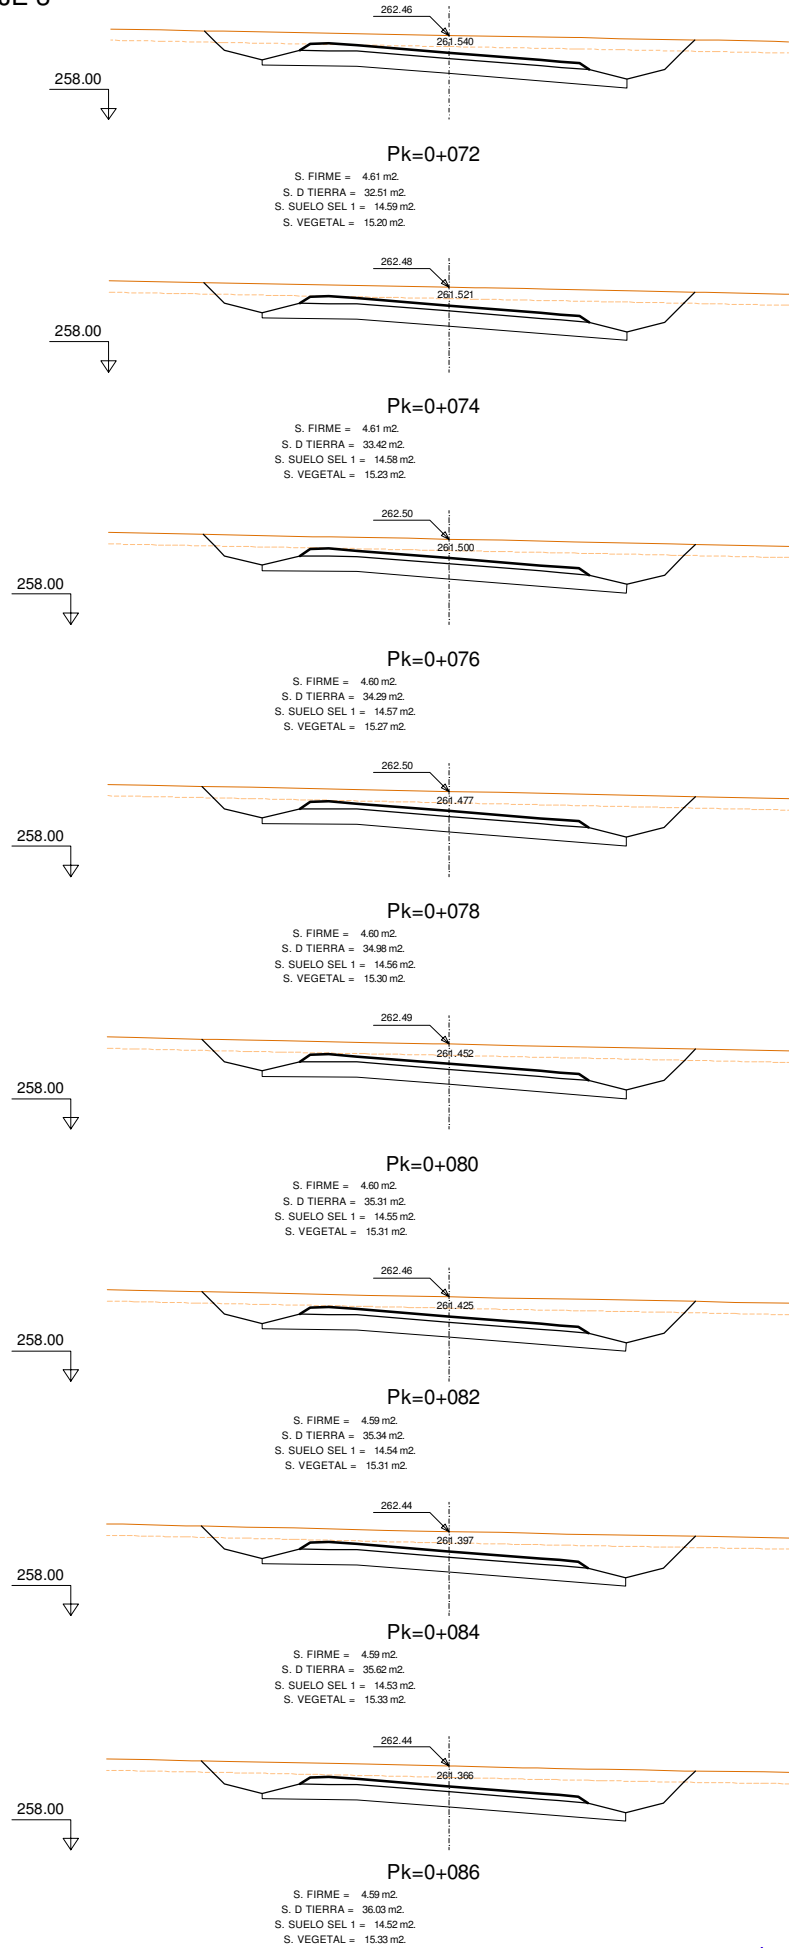 262.46
261.540
258.00
Pk=0+072
S. FIRME = 4.61 m2.
S. D TIERRA = 32.51 m2.
S. SUELO SEL 1 = 14.59 m2.
S. VEGETAL = 15.20 m2.
262.48
261.521
258.00
Pk=0+074
S. FIRME = 4.61 m2.
S. D TIERRA = 33.42 m2.
S. SUELO SEL 1 = 14.58 m2.
S. VEGETAL = 15.23 m2.
262.50
261.500
258.00
Pk=0+076
S. FIRME = 4.60 m2.
S. D TIERRA = 34.29 m2.
S. SUELO SEL 1 = 14.57 m2.
S. VEGETAL = 15.27 m2.
262.50
261.477
258.00
Pk=0+078
S. FIRME = 4.60 m2.
S. D TIERRA = 34.98 m2.
S. SUELO SEL 1 = 14.56 m2.
S. VEGETAL = 15.30 m2.
262.49
261.452
258.00
Pk=0+080
S. FIRME = 4.60 m2.
S. D TIERRA = 35.31 m2.
S. SUELO SEL 1 = 14.55 m2.
S. VEGETAL = 15.31 m2.
262.46
261.425
258.00
Pk=0+082
S. FIRME = 4.59 m2.
S. D TIERRA = 35.34 m2.
S. SUELO SEL 1 = 14.54 m2.
S. VEGETAL = 15.31 m2.
262.44
261.397
258.00
Pk=0+084
S. FIRME = 4.59 m2.
S. D TIERRA = 35.62 m2.
S. SUELO SEL 1 = 14.53 m2.
S. VEGETAL = 15.33 m2.
262.44
261.366
258.00
Pk=0+086
S. FIRME = 4.59 m2.
S. D TIERRA = 36.03 m2.
S. SUELO SEL 1 = 14.52 m2.
S. VEGETAL = 15.33 m2.